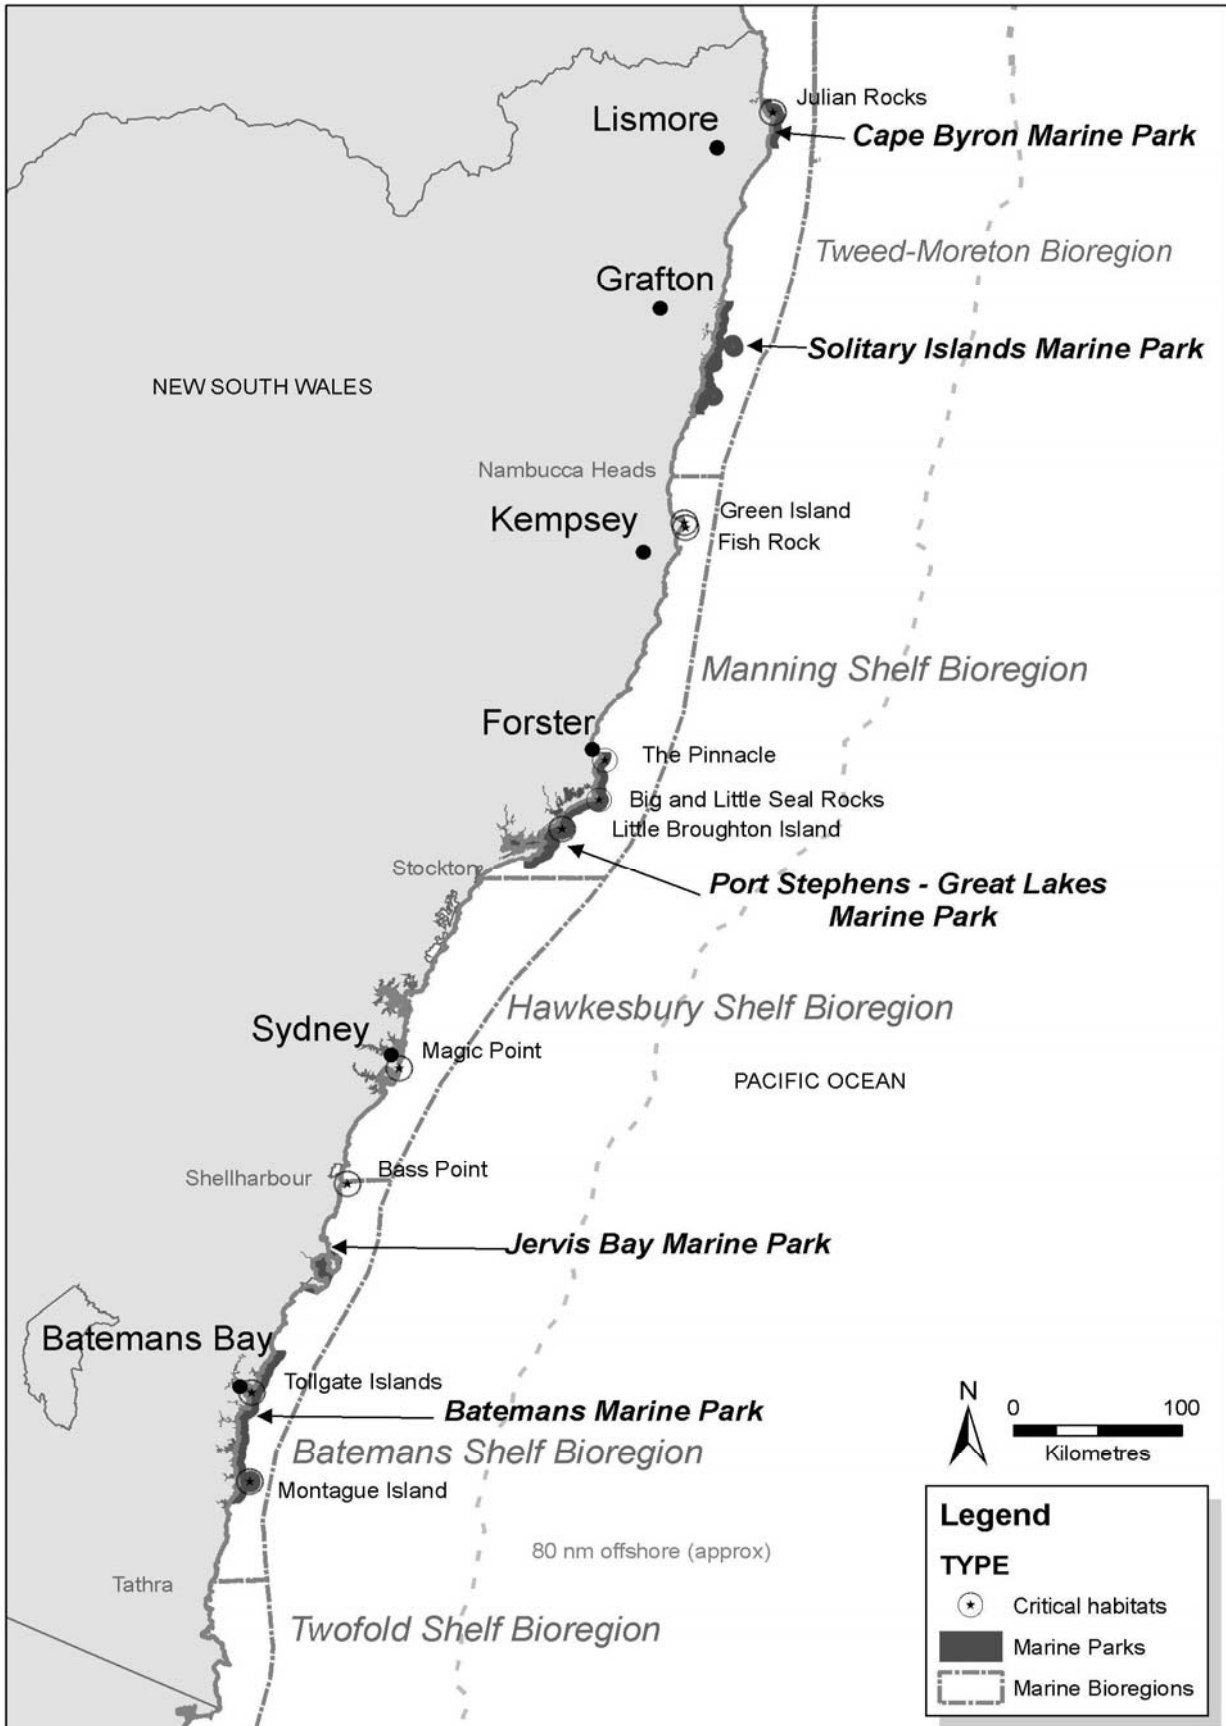 Julian Rocks
Lismore
Cape Byron Marine Park
Tweed-Moreton Bioregion
Grafton
Solitary Islands Marine Park
NEW SOUTH WALES
Nambucca Heads
Green Island
Kempsey
Fish Rock
Manning Shelf Bioregion
Forster
The Pinnacle
Big and Little Seal Rocks
Little Broughton Island
Stockton
Port Stephens - Great Lakes
Marine Park
Hawkesbury Shelf Bioregion
Sydney
Magic Point
PACIFIC OCEAN
Bass Point
Shellharbour
Jervis Bay Marine Park
Batemans Bay
Tollgate Islands
Batemans Marine Park
Batemans Shelf Bioregion
Montague Island
N
0 100
Kilometres
80 nm offshore (approx)
Tathra
Twofold Shelf Bioregion
Legend
TYPE
Critical habitats
Marine Parks
Marine Bioregions